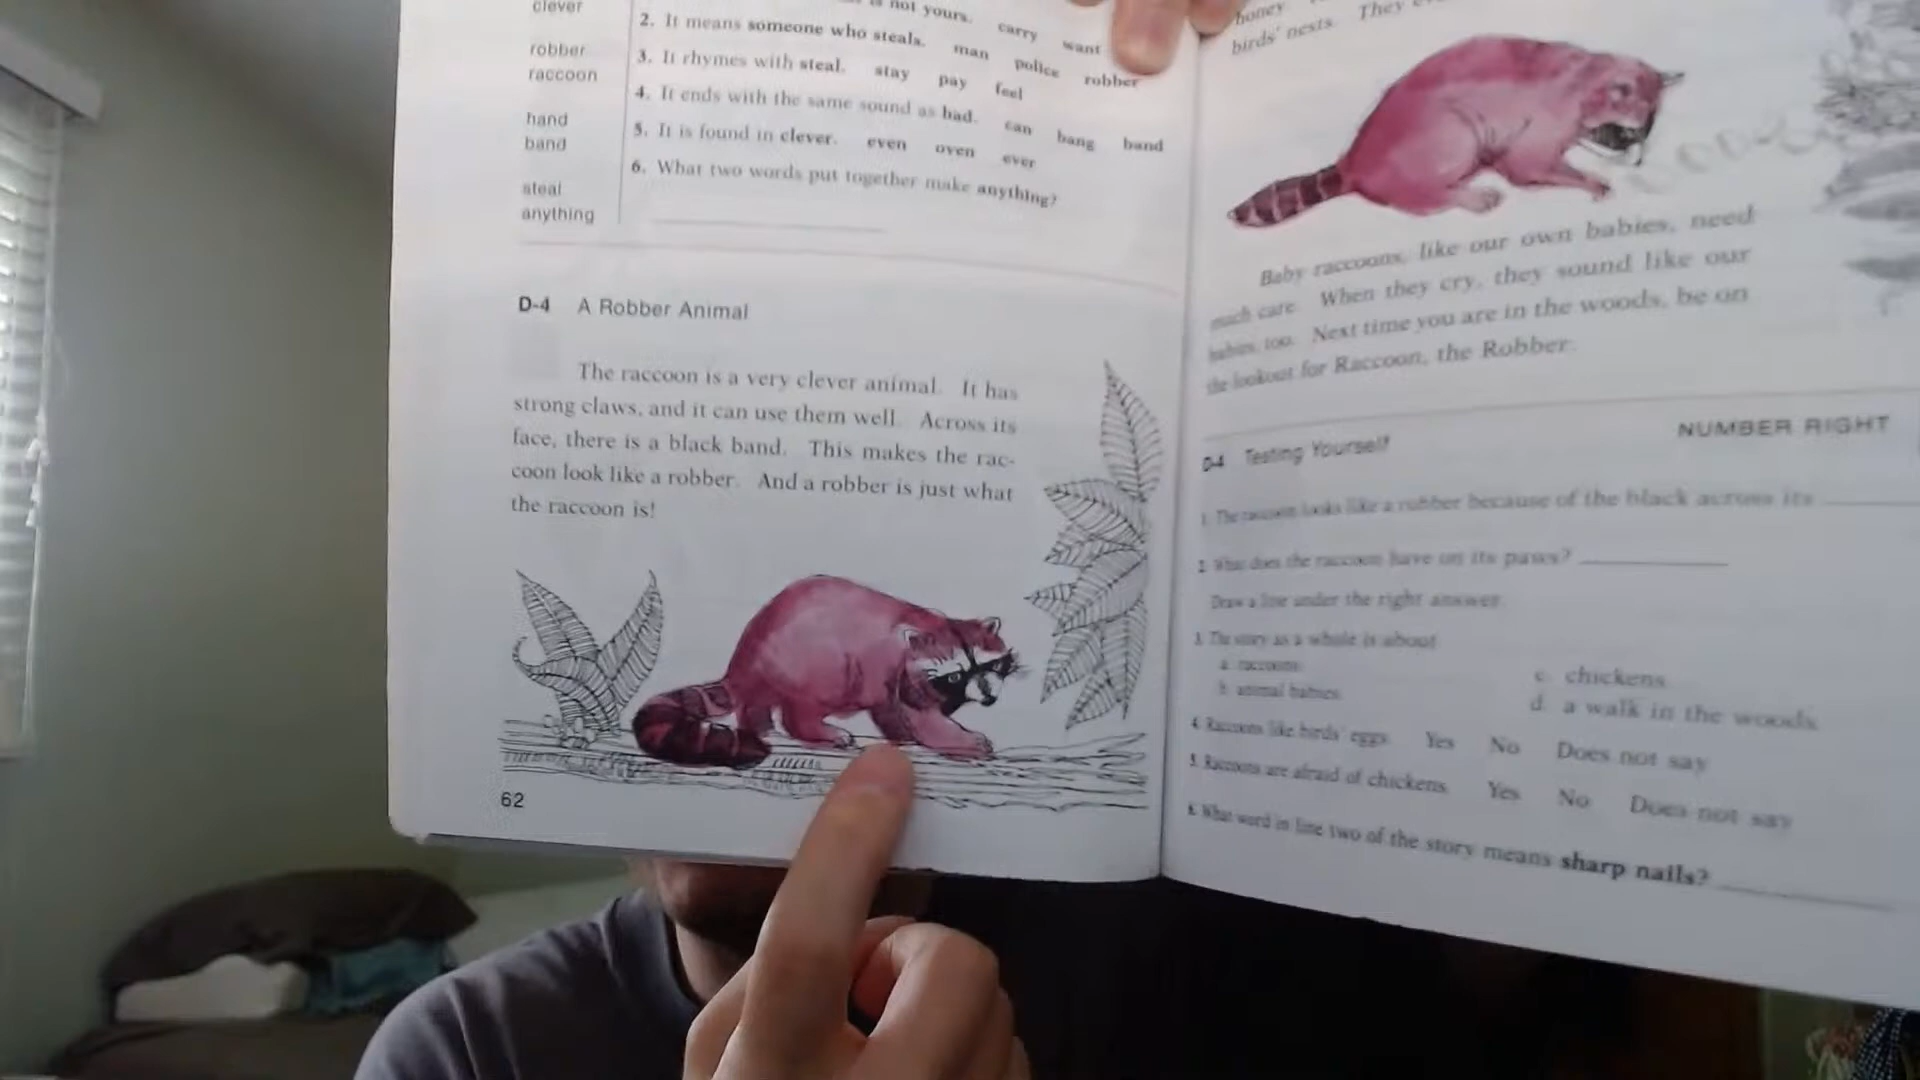 clever
robber
raccoon
hand
band
steal
anything
is not yours. carry want
2. It means someone who steals. man police robber
3. It rhymes with steal. stay pay feel
4. It ends with the same sound as had. can bang band
5. It is found in clever. even oven ever
6. What two words put together make anything?
D-4 A Robber Animal
The raccoon is a very clever animal. It has
strong claws, and it can use them well. Across its
face, there is a black band. This makes the rac-
coon look like a robber. And a robber is just what
the raccoon is!
62
honey
birds' nests. They
Baby raccoons, like our own babies, need
much care. When they cry, they sound like our
babies, too. Next time you are in the woods, be on
the lookout for Raccoon, the Robber.
NUMBER RIGHT
D-4 Testing Yourself
1. The raccoon looks like a robber because of the black across its
2. What does the raccoon have on its paws?
Draw a line under the right answer.
3. The story as a whole is about
a. raccoons
b. animal babies
c. chickens
d. a walk in the woods
4. Raccoons like birds' eggs. Yes No Does not say
5. Raccoons are afraid of chickens. Yes No Does not say
6. What word in line two of the story means sharp nails?